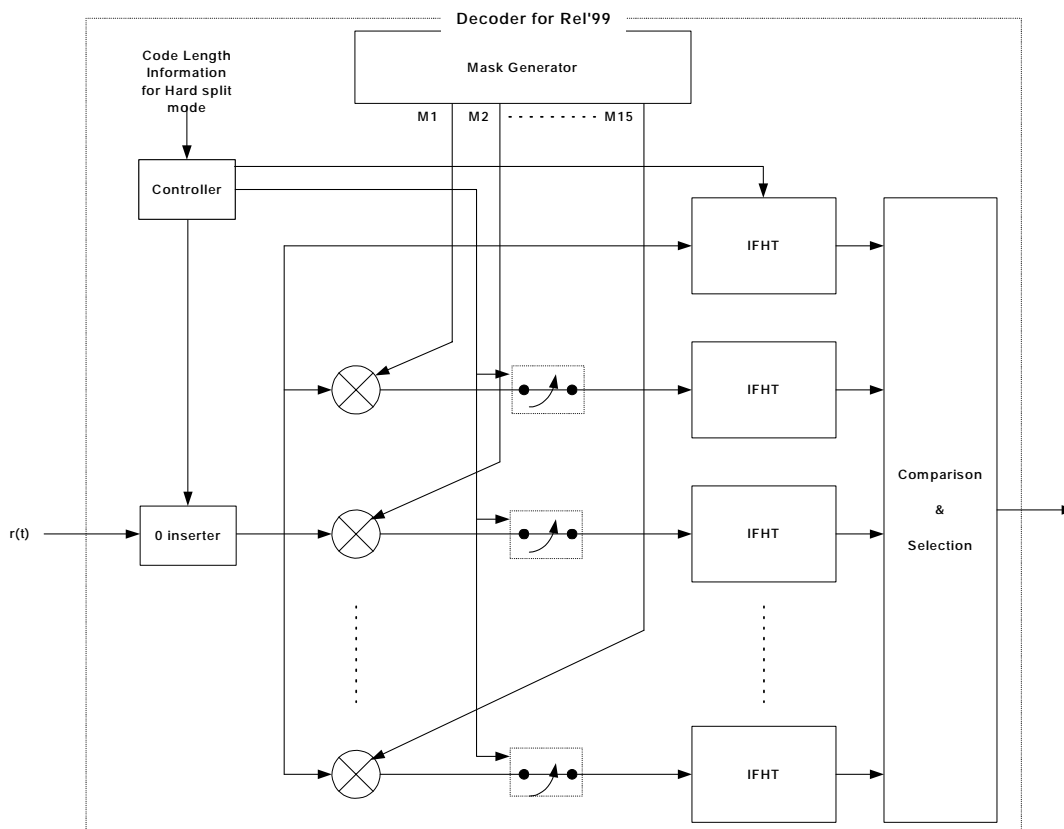 Decoder for Rel'99
Code Length
Information
for Hard split
mode
Mask Generator
M1
M2
M15
Controller
IFHT
IFHT
Comparison
&
Selection
r(t)
0 inserter
IFHT
IFHT